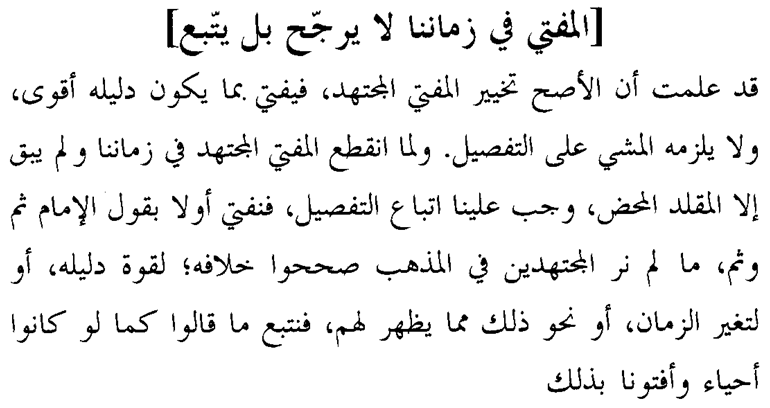 [المفتي في زماننا لا يرجّح بل يتّبع]
قد علمت أن الأصح تخيير المفتي المجتهد، فيفتي بما يكون دليله أقوى،
ولا يلزمه المشي على التفصيل. ولما انقطع المفتي المجتهد في زماننا ولم يبق
إلا المقلد المحض، وجب علينا اتباع التفصيل، فنفتي أولا بقول الإمام ثم
وثم، ما لم نر المجتهدين في المذهب صححوا خلافه؛ لقوة دليله، أو
لتغير الزمان، أو نحو ذلك مما يظهر لهم، فنتبع ما قالوا كما لو كانوا
أحياء وأفتونا بذلك